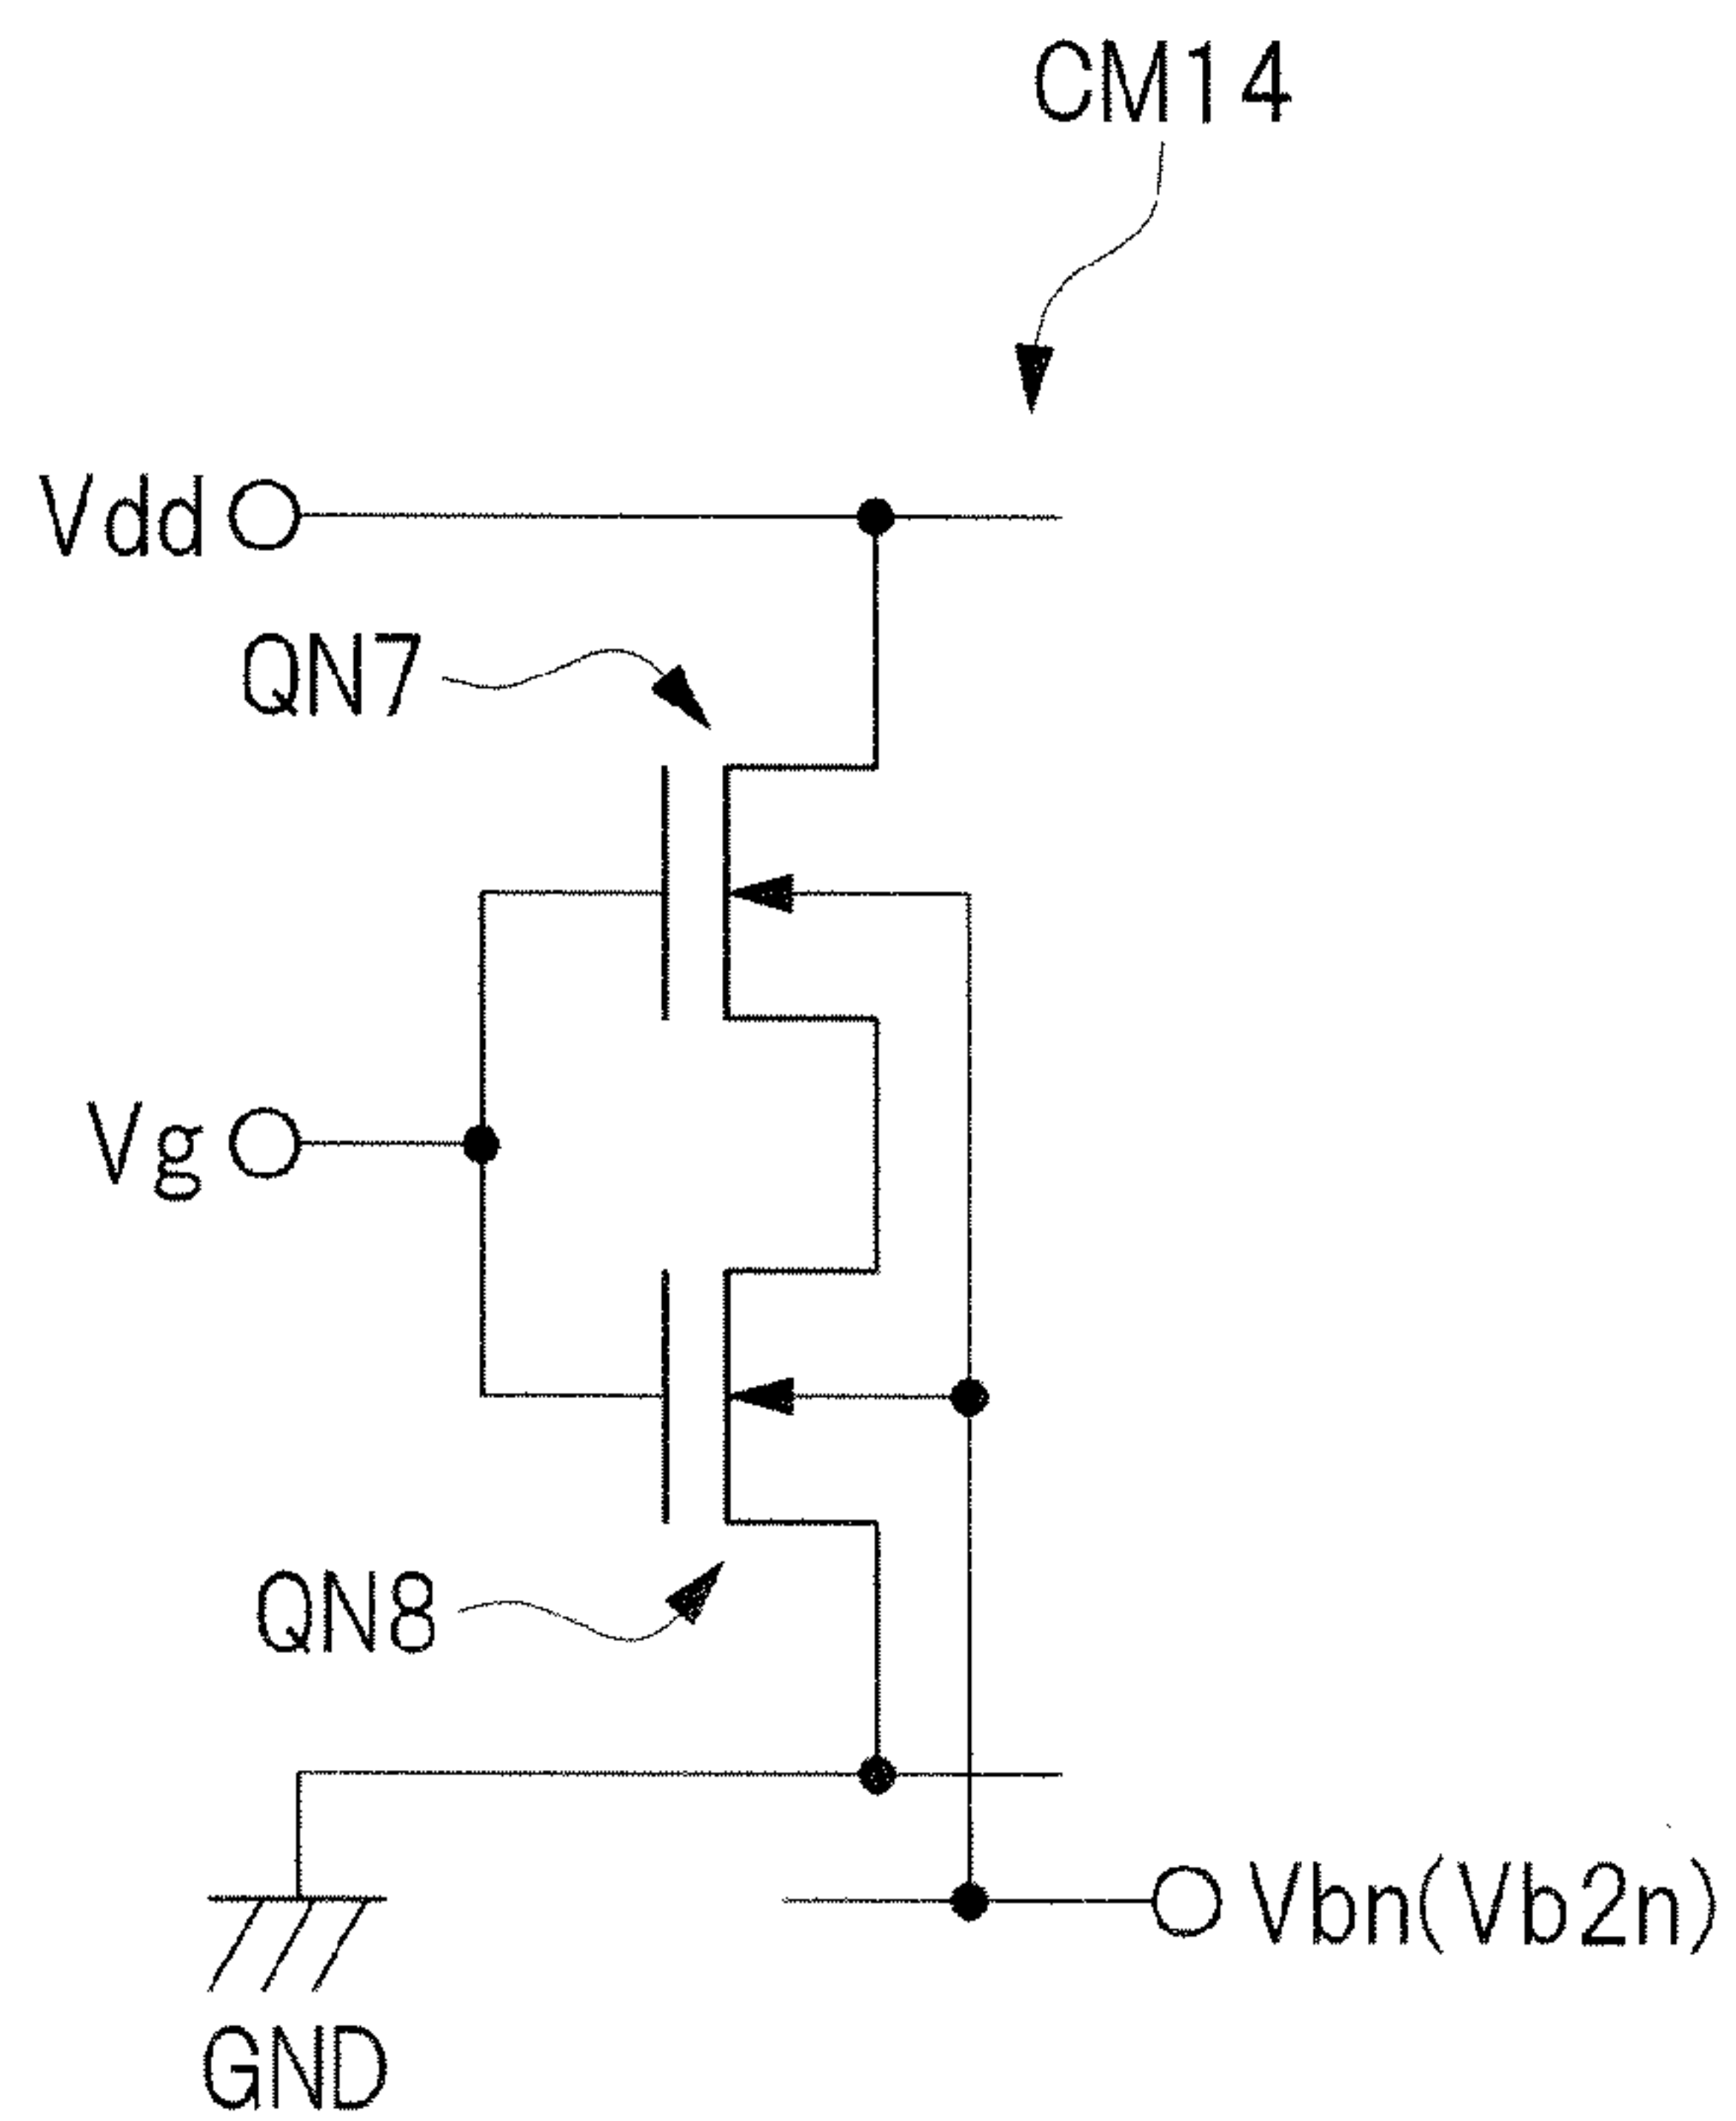 CM14
Vdd
QN7
Vg
QN8
Vbn(Vb2n)
GND